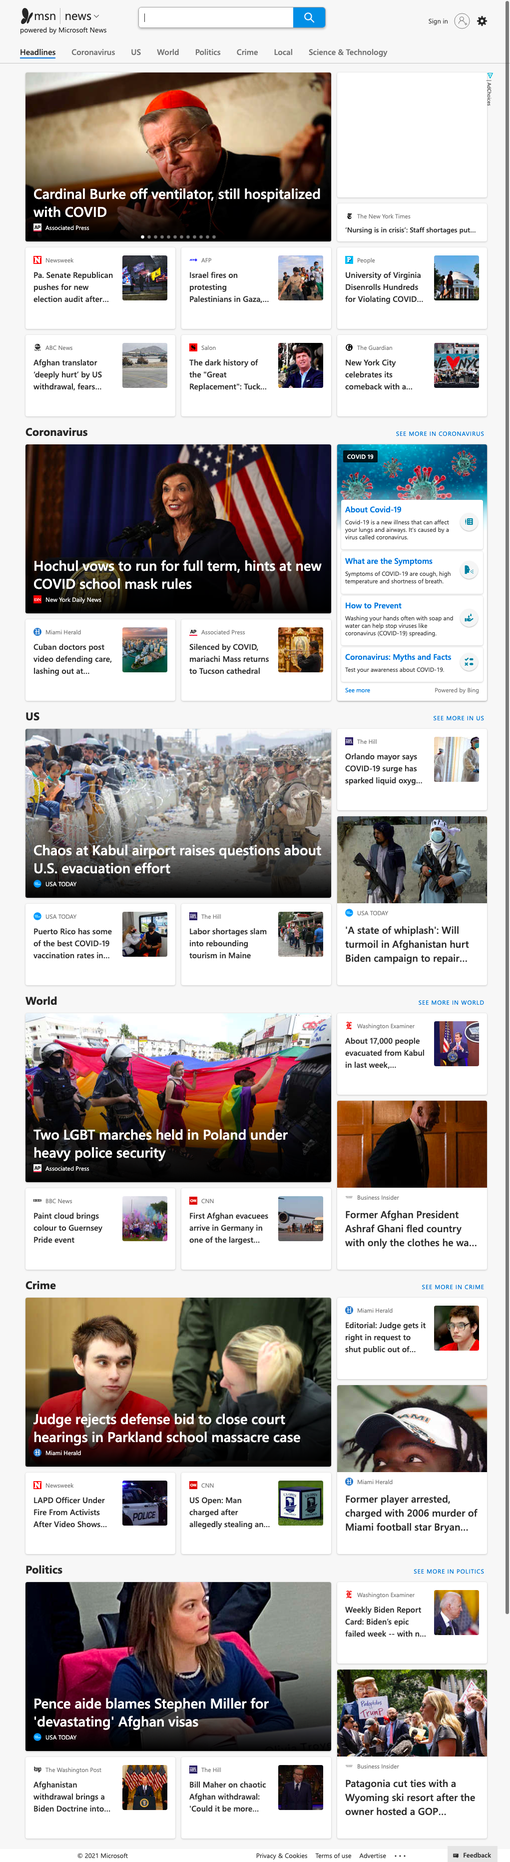 msn | news
powered by Microsoft News
Sign in
Headlines
Coronavirus
US
World
Politics
Crime
Local
Science & Technology
AdChoices
Cardinal Burke off ventilator, still hospitalized
with COVID
Associated Press
The New York Times
'Nursing is in crisis': Staff shortages put...
Newsweek
Pa. Senate Republican
pushes for new
election audit after...
AFP
Israel fires on
protesting
Palestinians in Gaza,...
People
University of Virginia
Disenrolls Hundreds
for Violating COVID...
ABC News
Afghan translator
'deeply hurt' by US
withdrawal, fears...
Salon
The dark history of
the "Great
Replacement": Tuck...
The Guardian
New York City
celebrates its
comeback with a...
Coronavirus
SEE MORE IN CORONAVIRUS
Hochul vows to run for full term, hints at new
COVID school mask rules
New York Daily News
COVID 19
About Covid-19
Covid-19 is a new illness that can affect
your lungs and airways. It's caused by a
virus called coronavirus.
What are the Symptoms
Symptoms of COVID-19 are cough, high
temperature and shortness of breath.
How to Prevent
Washing your hands often with soap and
water can help stop viruses like
coronavirus (COVID-19) spreading.
Coronavirus: Myths and Facts
Test your awareness about COVID-19.
See more
Powered by Bing
Miami Herald
Cuban doctors post
video defending care,
lashing out at...
Associated Press
Silenced by COVID,
mariachi Mass returns
to Tucson cathedral
US
SEE MORE IN US
Chaos at Kabul airport raises questions about
U.S. evacuation effort
USA TODAY
The Hill
Orlando mayor says
COVID-19 surge has
sparked liquid oxyg...
USA TODAY
'A state of whiplash': Will
turmoil in Afghanistan hurt
Biden campaign to repair...
USA TODAY
Puerto Rico has some
of the best COVID-19
vaccination rates in...
The Hill
Labor shortages slam
into rebounding
tourism in Maine
World
SEE MORE IN WORLD
Two LGBT marches held in Poland under
heavy police security
Associated Press
Washington Examiner
About 17,000 people
evacuated from Kabul
in last week,...
Business Insider
Former Afghan President
Ashraf Ghani fled country
with only the clothes he wa...
BBC News
Paint cloud brings
colour to Guernsey
Pride event
CNN
First Afghan evacuees
arrive in Germany in
one of the largest...
Crime
SEE MORE IN CRIME
Judge rejects defense bid to close court
hearings in Parkland school massacre case
Miami Herald
Miami Herald
Editorial: Judge gets it
right in request to
shut public out of...
Miami Herald
Former player arrested,
charged with 2006 murder of
Miami football star Bryan...
Newsweek
LAPD Officer Under
Fire From Activists
After Video Shows...
POLICE
CNN
US Open: Man
charged after
allegedly stealing an...
Politics
SEE MORE IN POLITICS
Pence aide blames Stephen Miller for
'devastating' Afghan visas
USA TODAY
Washington Examiner
Weekly Biden Report
Card: Biden's epic
failed week -- with n...
Business Insider
Patagonia cut ties with a
Wyoming ski resort after the
owner hosted a GOP...
The Washington Post
Afghanistan
withdrawal brings a
Biden Doctrine into...
The Hill
Bill Maher on chaotic
Afghan withdrawal:
'Could it be more...
© 2021 Microsoft
Privacy & Cookies
Terms of use
Advertise
...
Feedback